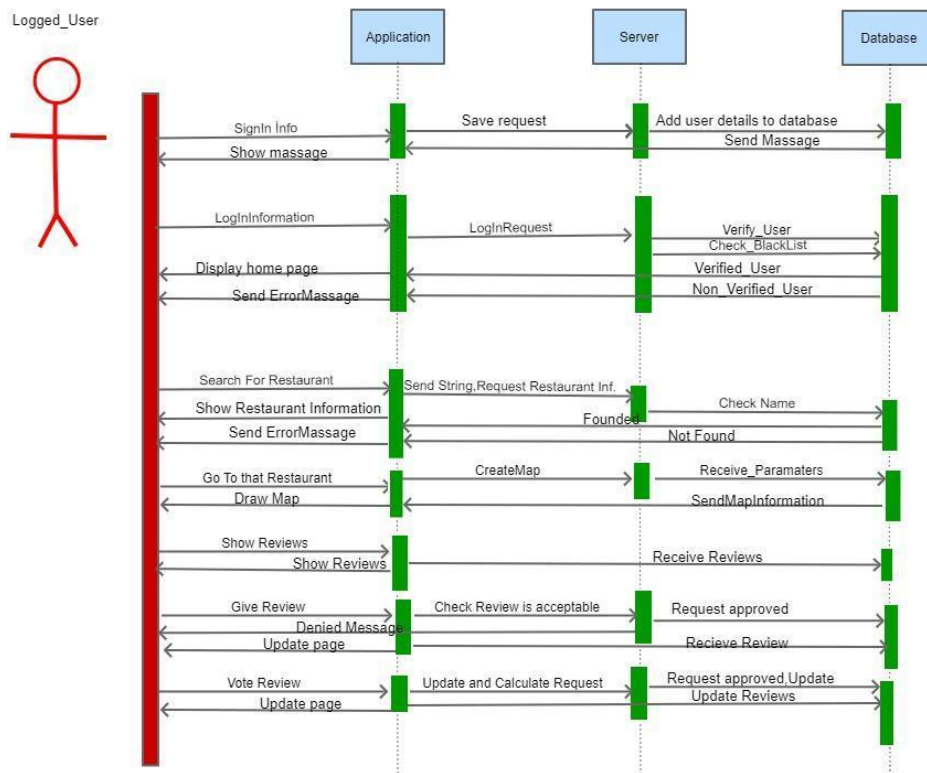 Logged_User
Application
Server
Database
SignIn İnfo
Save request
Add user details to database
Send Massage
Show massage
LogInInformation
LogInRequest
Verify_User
Check_BlackList
Display home page
Verified_User
Send ErrorMassage
Non_Verified_User
Search For Restaurant
Send String,Request Restaurant Inf.
Check Name
Show Restaurant Information
Founded
Send ErrorMassage
Not Found
Go To that Restaurant
CreateMap
Receive_Paramaters
Draw Map
SendMapInformation
Show Reviews
Show Reviews
Receive Reviews
Give Review
Check Review is acceptable
Request approved
Denied Message
Update page
Recieve Review
Vote Review
Update and Calculate Request
Request approved,Update
Update page
Update Reviews